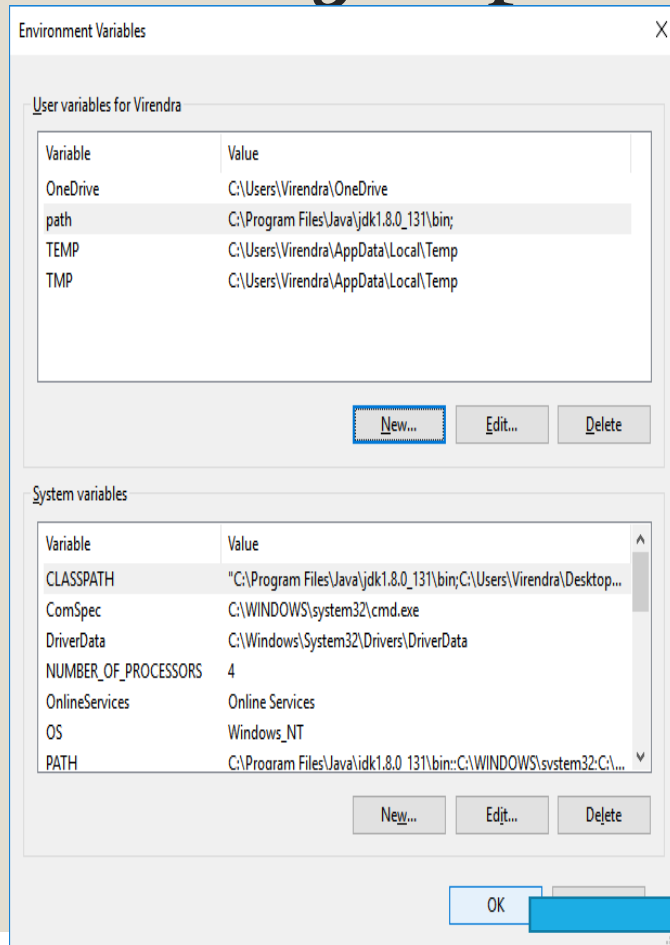 Environment Variables
User variables for Virendra
Variable Value
OneDrive C:\Users\Virendra\OneDrive
path C:\Program Files\Java\jdk1.8.0_131\bin;
TEMP C:\Users\Virendra\AppData\Local\Temp
TMP C:\Users\Virendra\AppData\Local\Temp
New... Edit... Delete
System variables
Variable Value
CLASSPATH "C:\Program Files\Java\jdk1.8.0_131\bin;C:\Users\Virendra\Desktop...
ComSpec C:\WINDOWS\system32\cmd.exe
DriverData C:\Windows\System32\Drivers\DriverData
NUMBER_OF_PROCESSORS 4
OnlineServices Online Services
OS Windows_NT
PATH C:\Program Files\Java\jdk1.8.0_131\bin;;C:\WINDOWS\system32;C:\...
New... Edit... Delete
OK